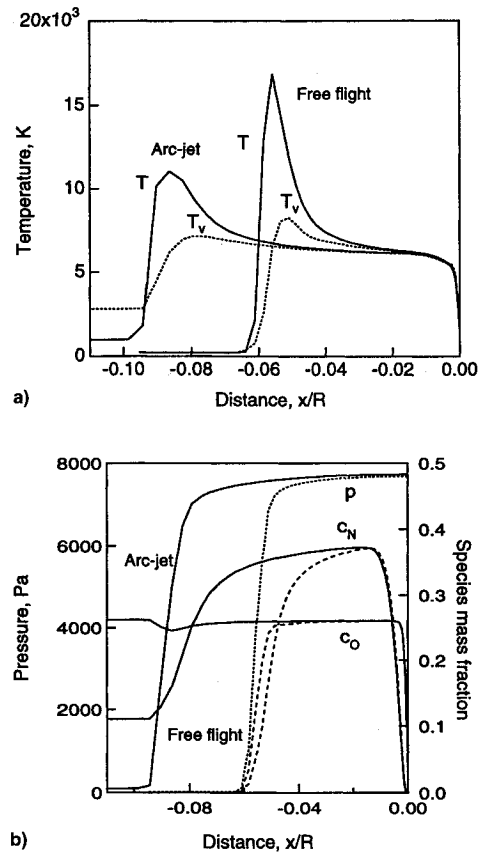 20x10³
15
10
5
0
Temperature, K
Free flight
Arc-jet
T
T
Tᵥ
Tᵥ
-0.10
-0.08
-0.06
-0.04
-0.02
0.00
Distance, x/R
a)
8000
6000
4000
2000
0
Pressure, Pa
0.5
0.4
0.3
0.2
0.1
0.0
Species mass fraction
p
c_N
Arc-jet
c_O
Free flight
-0.08
-0.04
0.00
Distance, x/R
b)